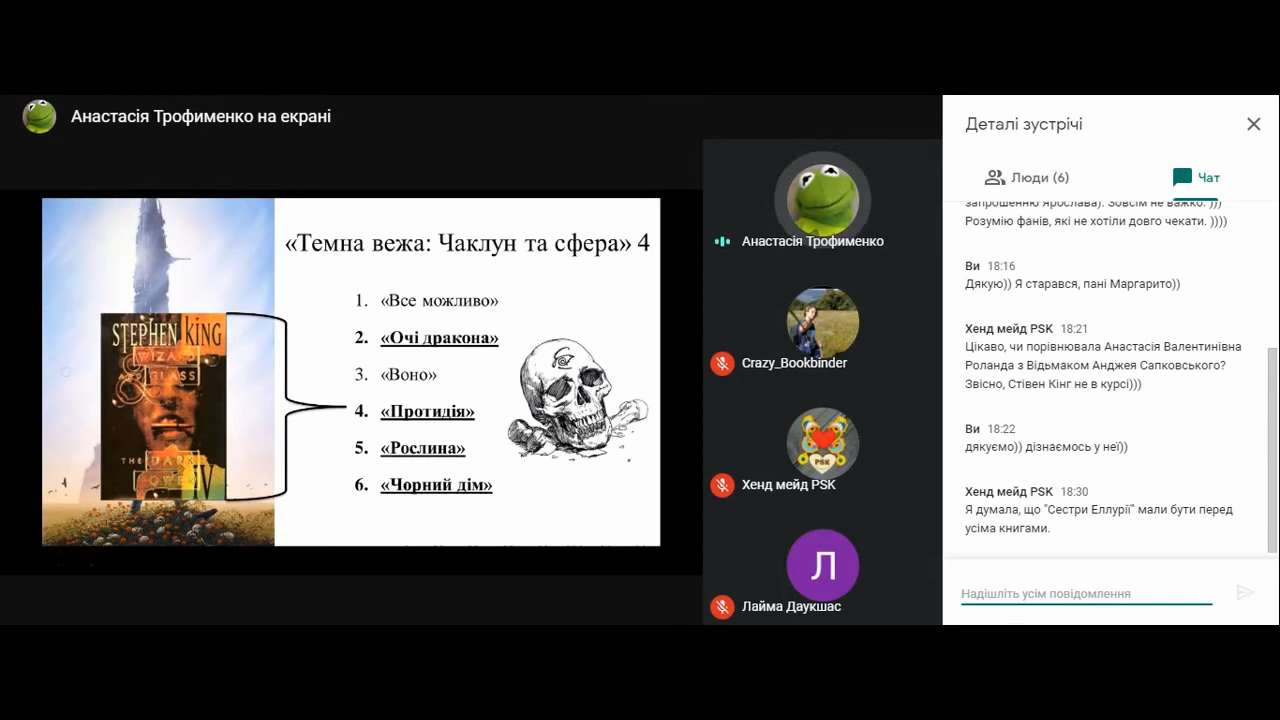 Анастасія Трофименко на екрані
«Темна вежа: Чаклун та сфера» 4
1. «Все можливо»
2. «Очі дракона»
3. «Воно»
4. «Протидія»
5. «Рослина»
6. «Чорний дім»
STEPHEN KING
WIZARD
AND GLASS
THE DARK
TOWER IV
Анастасія Трофименко
Crazy_Bookbinder
PSK
Хенд мейд PSK
Л
Лайма Даукшас
Деталі зустрічі
Люди (6)
Чат
запрошенню Ярослава). Зовсім не важко. )))
Розумію фанів, які не хотіли довго чекати. ))))
Ви 18:16
Дякую)) Я старався, пані Маргарито))
Хенд мейд PSK 18:21
Цікаво, чи порівнювала Анастасія Валентинівна
Роланда з Відьмаком Анджея Сапковського?
Звісно, Стівен Кінг не в курсі)))
Ви 18:22
дякуємо)) дізнаємось у неї))
Хенд мейд PSK 18:30
Я думала, що "Сестри Еллурії" мали бути перед
усіма книгами.
Надішліть усім повідомлення